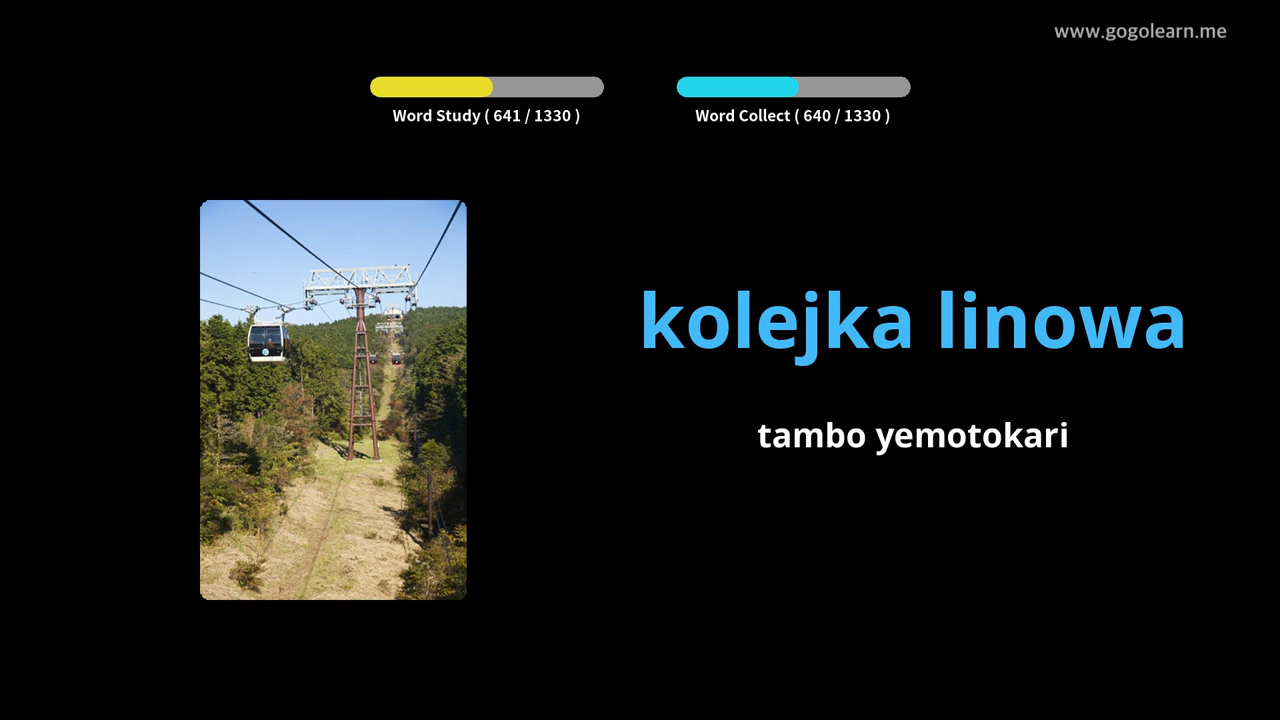 www.gogolearn.me
Word Study ( 641 / 1330 )
Word Collect ( 640 / 1330 )
kolejka linowa
tambo yemotokari